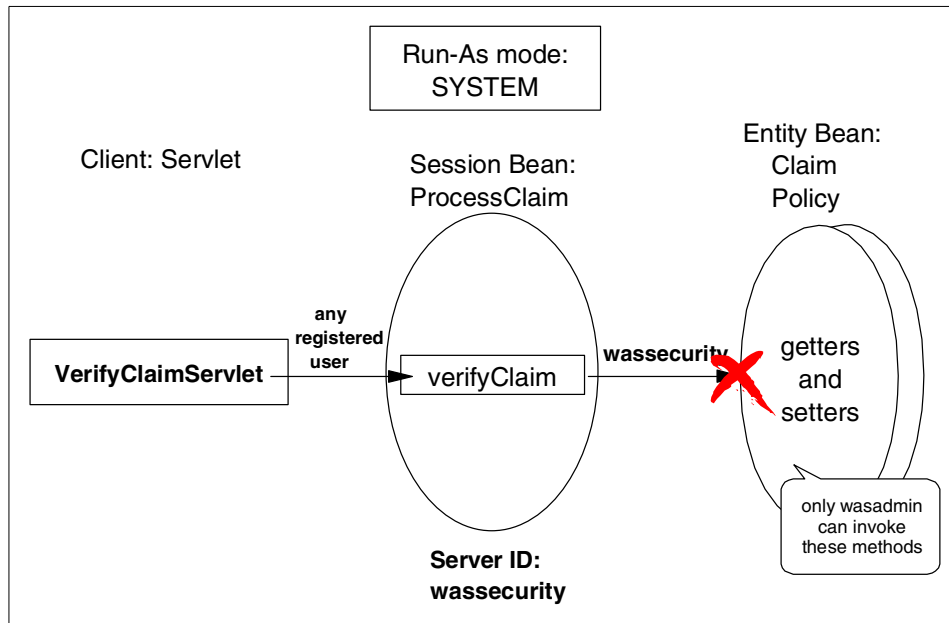 Run-As mode:
SYSTEM
Client: Servlet
Session Bean:
ProcessClaim
Entity Bean:
Claim
Policy
any
registered
user
VerifyClaimServlet
verifyClaim
wassecurity
getters
and
setters
only wasadmin
can invoke
these methods
Server ID:
wassecurity